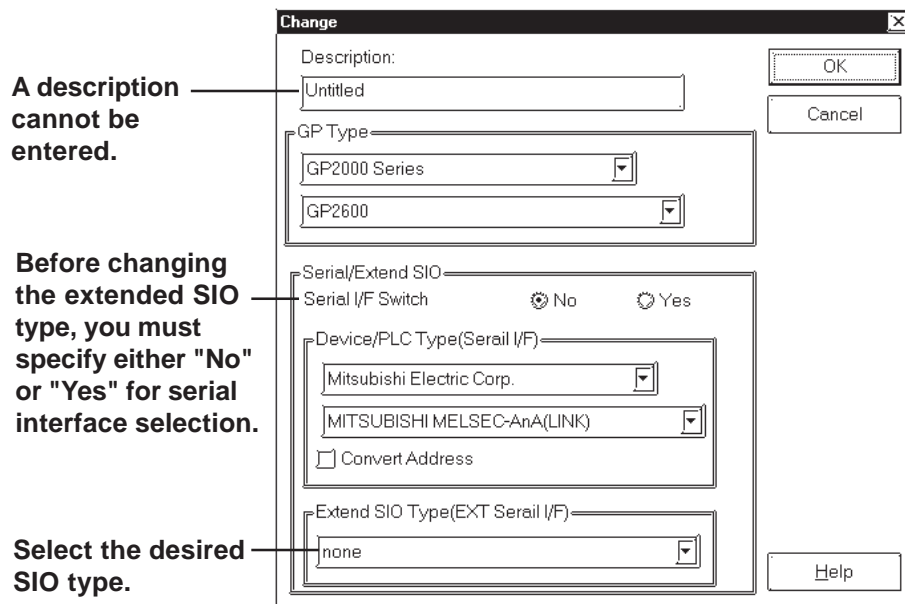 Change
Description:
Untitled
OK
Cancel
A description
cannot be
entered.
GP Type
GP2000 Series
GP2600
Before changing
the extended SIO
type, you must
specify either "No"
or "Yes" for serial
interface selection.
Serial/Extend SIO
Serial I/F Switch No Yes
Device/PLC Type(Serail I/F)
Mitsubishi Electric Corp.
MITSUBISHI MELSEC-AnA(LINK)
Convert Address
Extend SIO Type(EXT Serail I/F)
none
Select the desired
SIO type.
Help